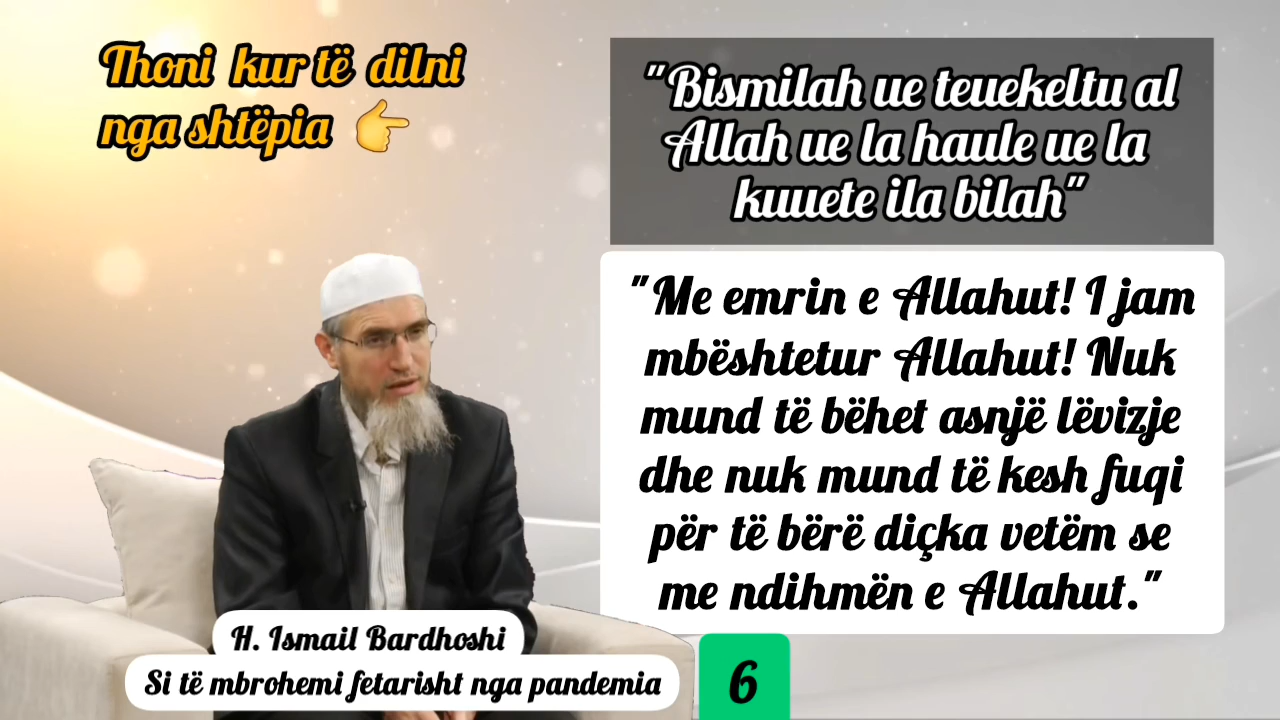 Thoni kur të dilni
nga shtëpia 👉
"Bismilah ue teuekeltu al
Allah ue la haule ue la
kuuete ila bilah"
"Me emrin e Allahut! I jam
mbështetur Allahut! Nuk
mund të bëhet asnjë lëvizje
dhe nuk mund të kesh fuqi
për të bërë diçka vetëm se
me ndihmën e Allahut."
H. Ismail Bardhoshi
Si të mbrohemi fetarisht nga pandemia
6